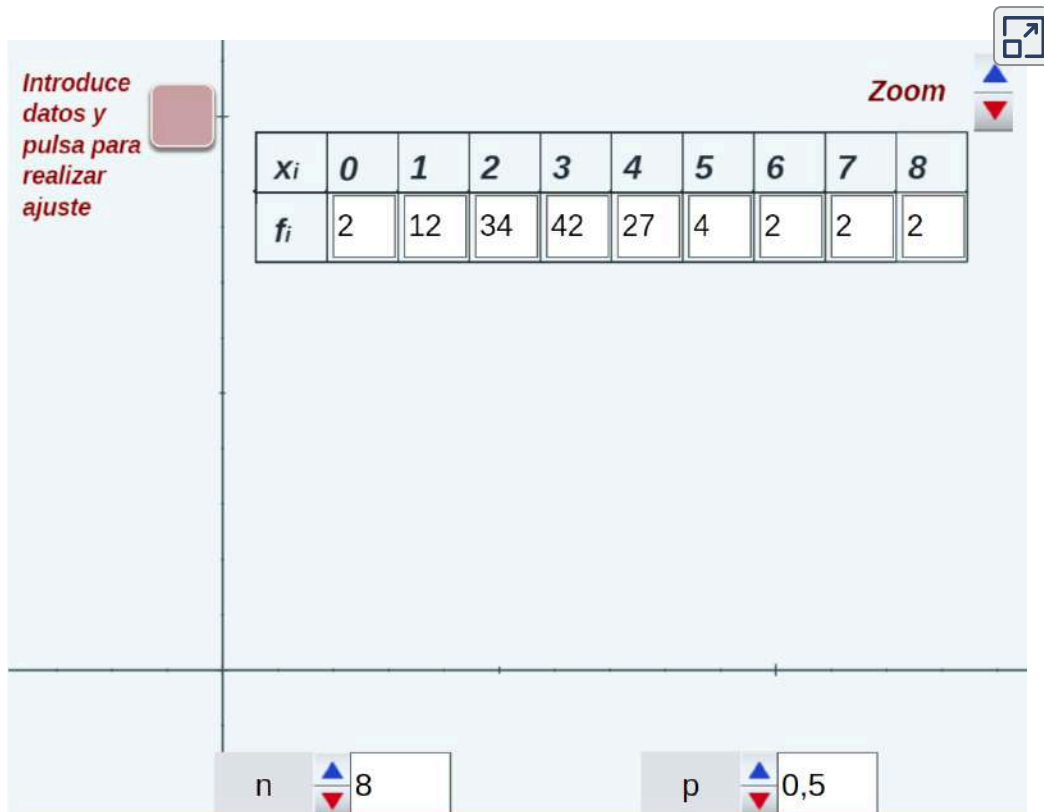 Introduce
datos y
pulsa para
realizar
ajuste
Zoom
xi 0 1 2 3 4 5 6 7 8
fi 2 12 34 42 27 4 2 2 2
n 8 p 0,5